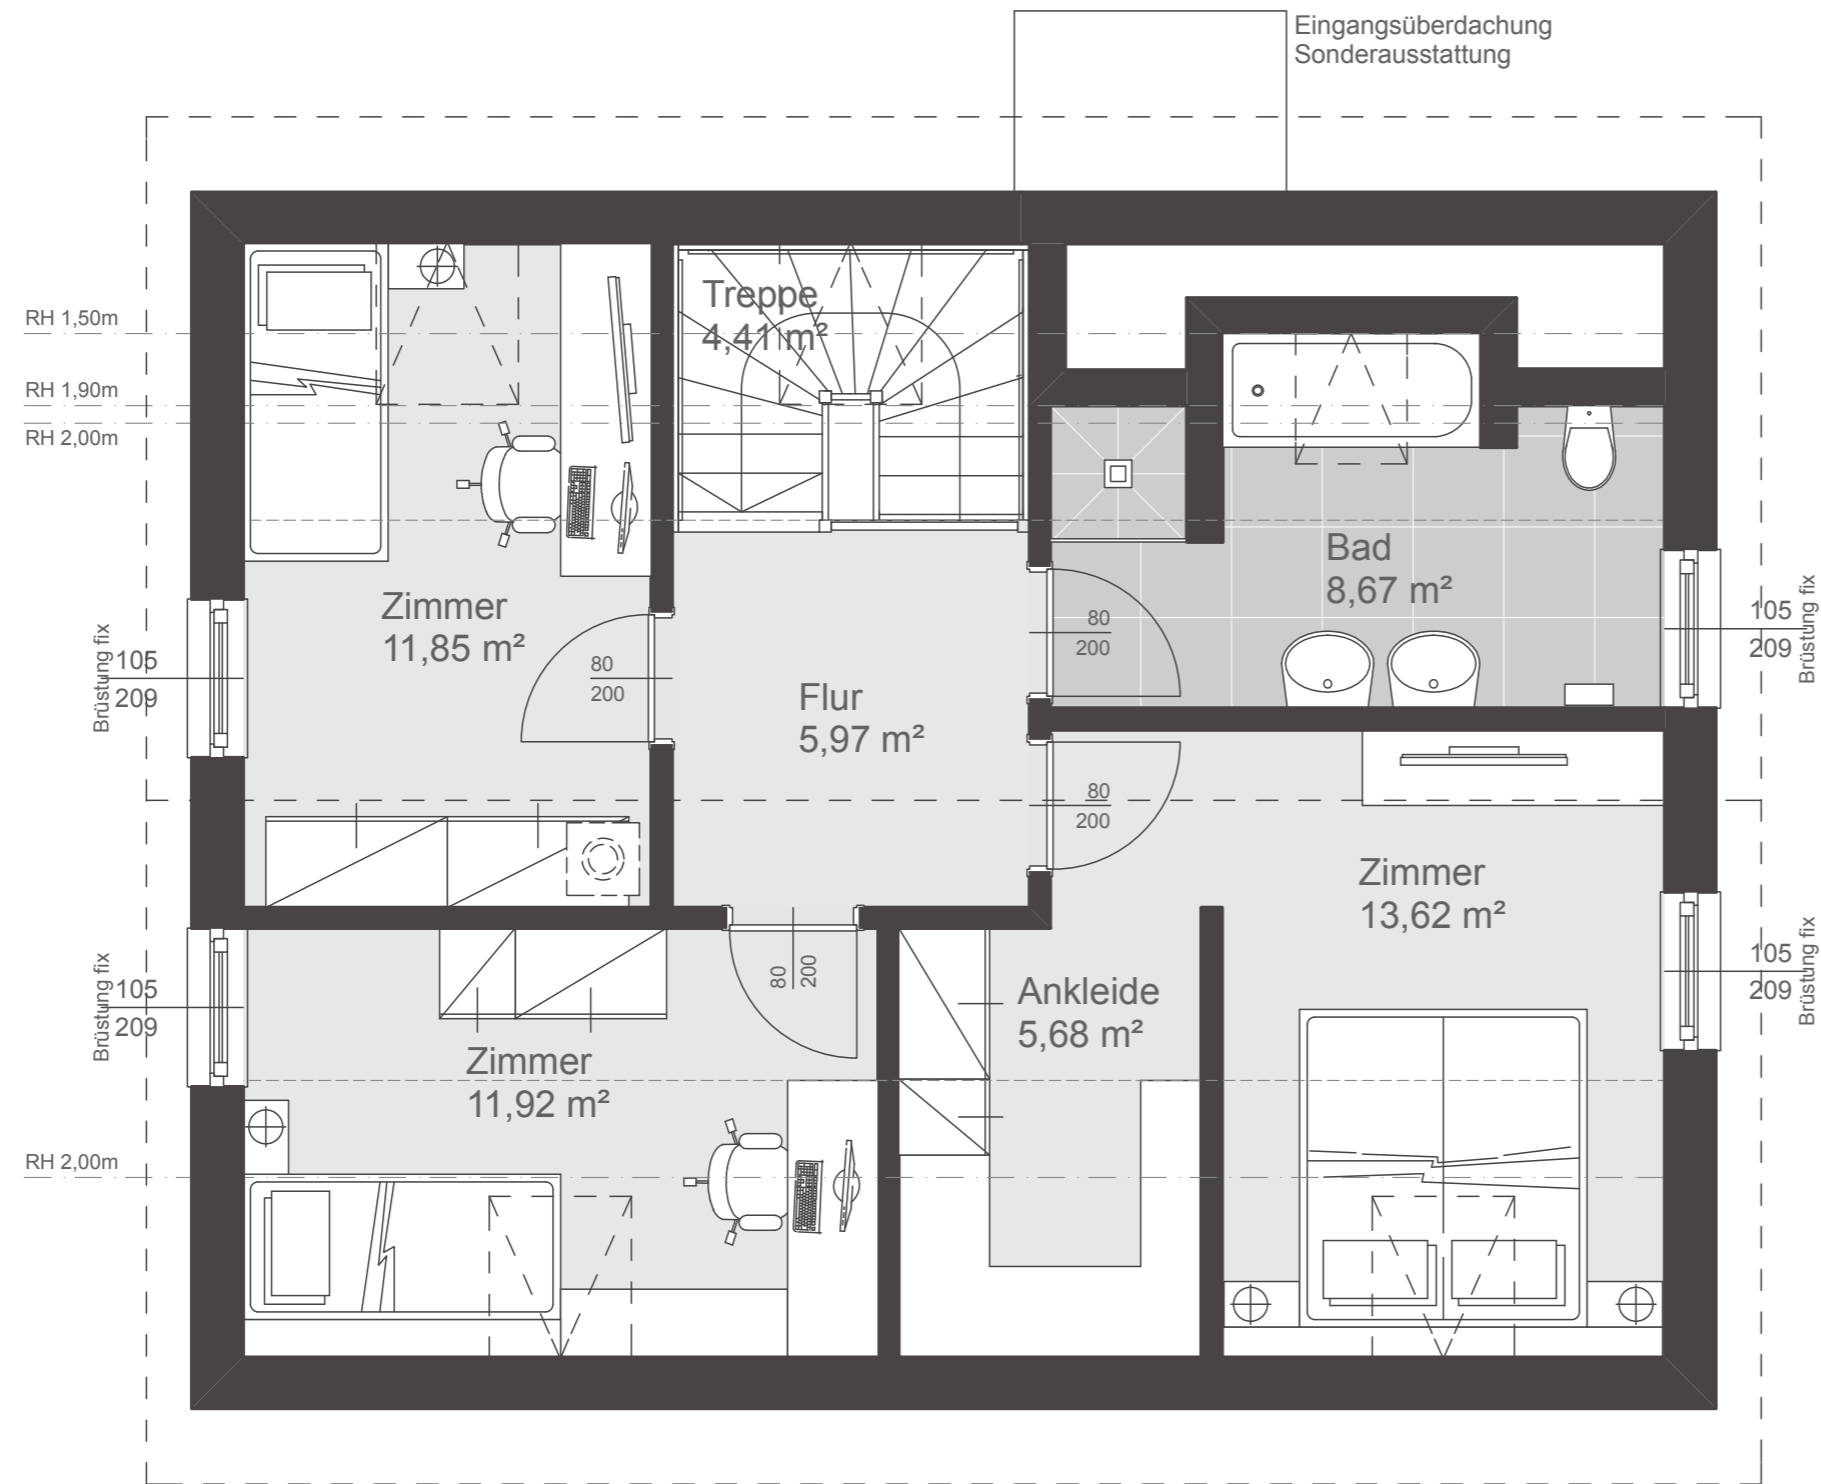 Eingangsüberdachung
Sonderausstattung
RH 1,50m
RH 1,90m
RH 2,00m
Treppe
4,41 m²
Zimmer
11,85 m²
80
200
Flur
5,97 m²
80
200
Bad
8,67 m²
105
209
Brüstung fix
105
209
Brüstung fix
80
200
Zimmer
13,62 m²
105
209
Brüstung fix
105
209
Brüstung fix
80
200
Ankleide
5,68 m²
Zimmer
11,92 m²
RH 2,00m